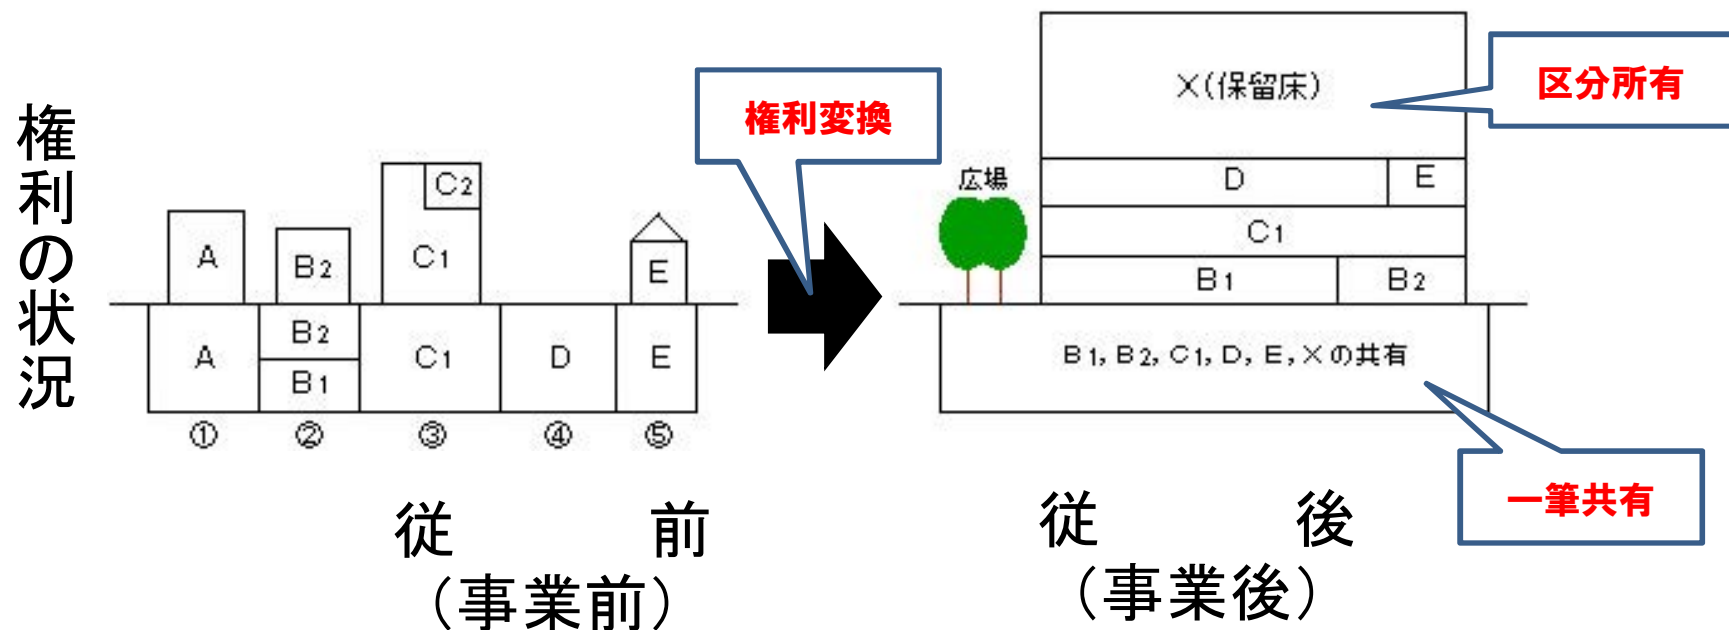 権利の状況
A
B2
C1
C2
E
A
B2
B1
C1
D
E
①
②
③
④
⑤
従前
（事業前）
権利変換
広場
X(保留床)
D
E
C1
B1
B2
B1, B2, C1, D, E, Xの共有
区分所有
一筆共有
従後
（事業後）